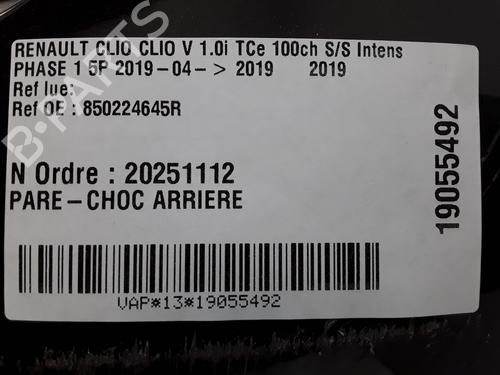 RENAULT CLIO CLIO V 1.0i TCe 100ch S/S Intens
PHASE 1 5P 2019-04-> 2019 2019
Ref lue:
Ref OE : 850224645R
N Ordre : 20251112
PARE-CHOC ARRIERE
VAP*13*19055492
19055492
B-PARTS